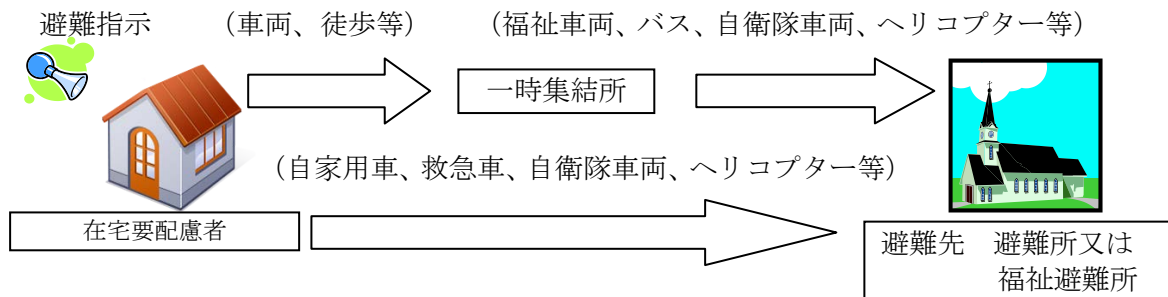 避難指示　（車両、徒歩等）　（福祉車両、バス、自衛隊車両、ヘリコプター等）
一時集結所
（自家用車、救急車、自衛隊車両、ヘリコプター等）
在宅要配慮者
避難先　避難所又は
福祉避難所